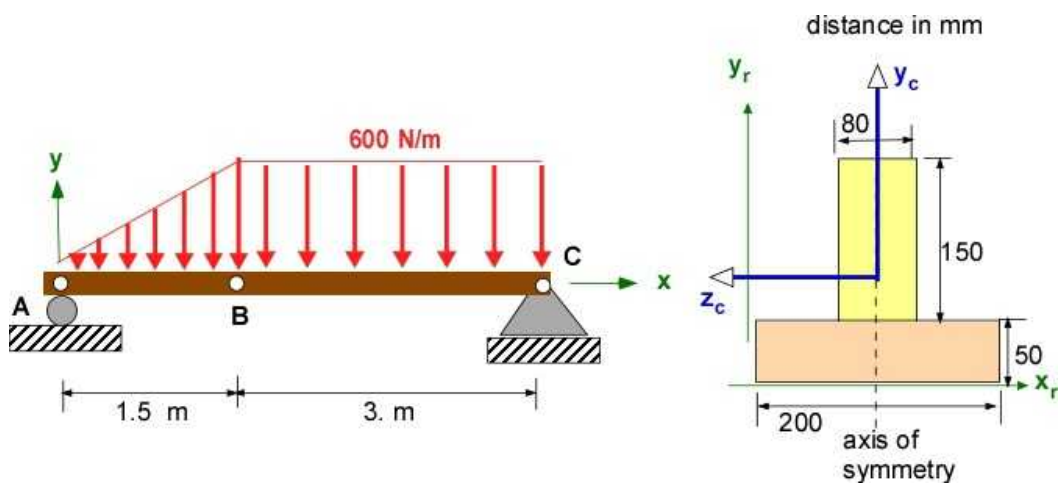 distance in mm
y_r
y_c
80
600 N/m
y
150
C
x
A
B
z_c
50
x_r
1.5 m
3. m
200
axis of
symmetry